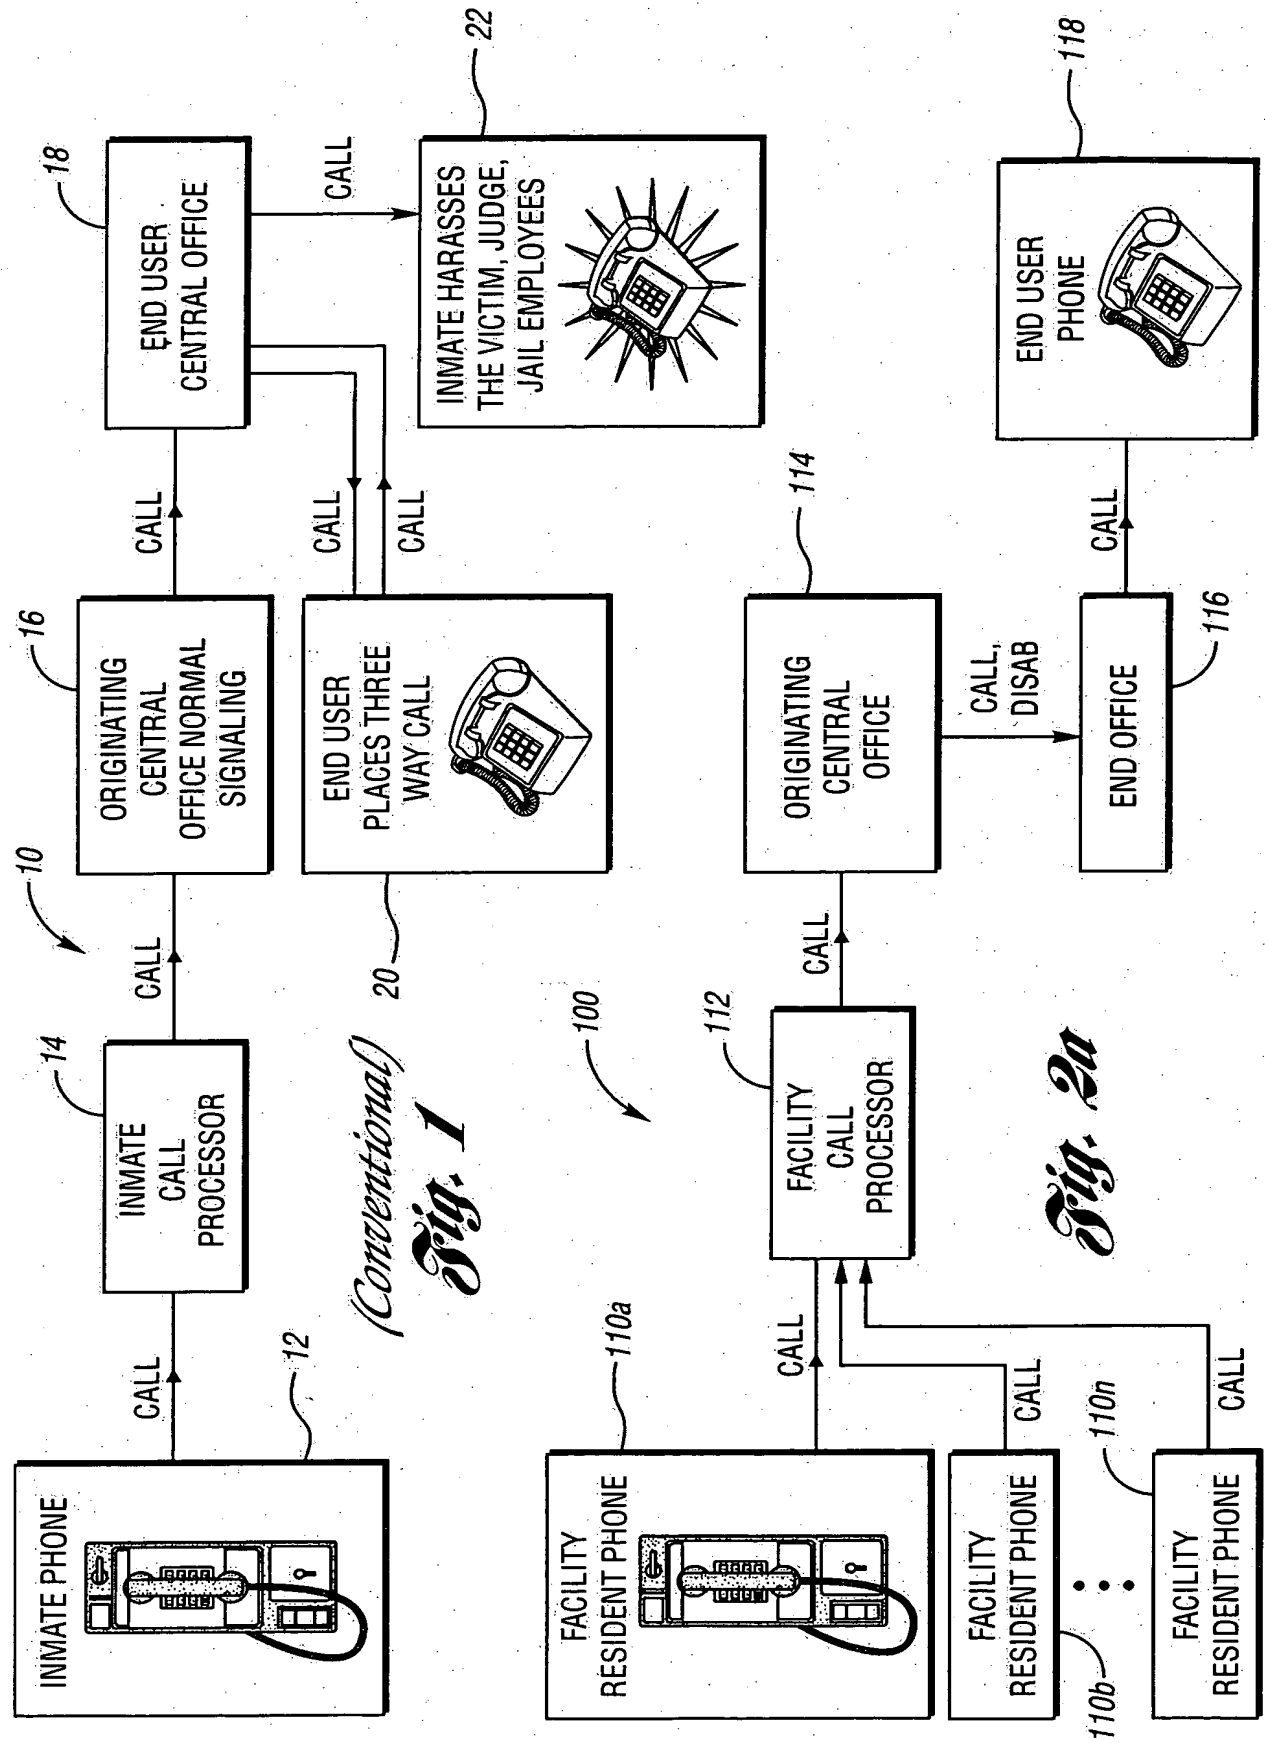 10
INMATE PHONE
12
CALL
INMATE
CALL
PROCESSOR
14
CALL
ORIGINATING
CENTRAL
OFFICE NORMAL
SIGNALING
16
CALL
END USER
CENTRAL OFFICE
18
CALL
CALL
END USER
PLACES THREE
WAY CALL
20
CALL
INMATE HARASSES
THE VICTIM, JUDGE,
JAIL EMPLOYEES
22
(Conventional)
Fig. 1
100
FACILITY
RESIDENT PHONE
110a
CALL
FACILITY
RESIDENT PHONE
110b
CALL
FACILITY
RESIDENT PHONE
110n
CALL
FACILITY
CALL
PROCESSOR
112
CALL
ORIGINATING
CENTRAL
OFFICE
114
CALL,
DISAB
END OFFICE
116
CALL
END USER
PHONE
118
Fig. 2a